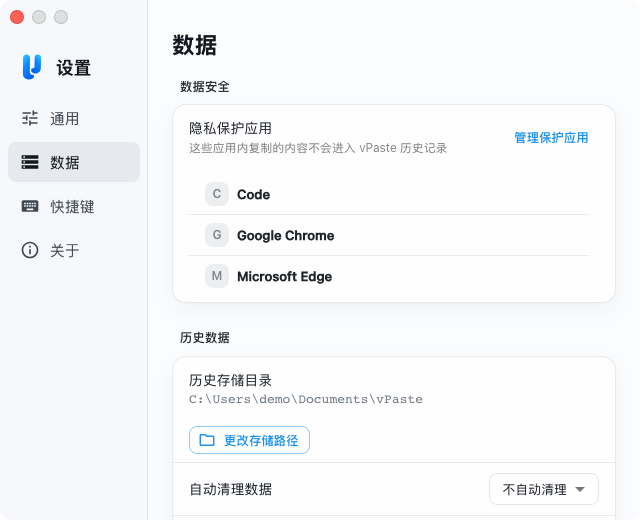 数据
设置
数据安全
通用
隐私保护应用
管理保护应用
这些应用内复制的内容不会进入 vPaste 历史记录
数据
C Code
快捷键
G Google Chrome
关于
M Microsoft Edge
历史数据
历史存储目录
C:\Users\demo\Documents\vPaste
更改存储路径
自动清理数据
不自动清理